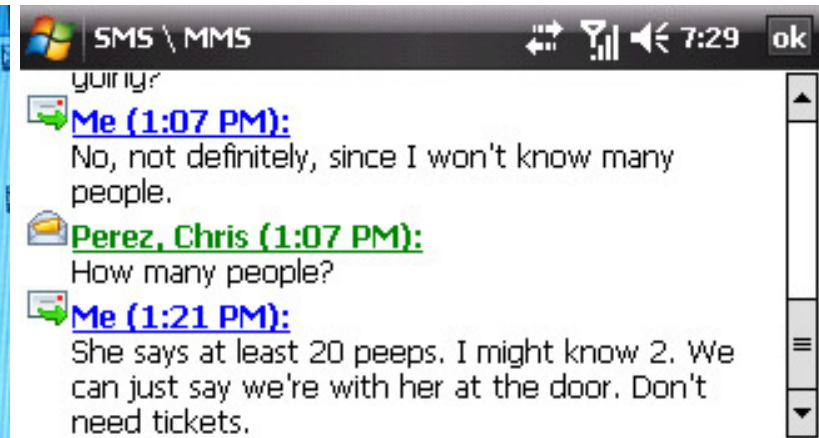 SMS \ MMS 7:29 ok
going?
Me (1:07 PM):
No, not definitely, since I won't know many
people.
Perez, Chris (1:07 PM):
How many people?
Me (1:21 PM):
She says at least 20 peeps. I might know 2. We
can just say we're with her at the door. Don't
need tickets.